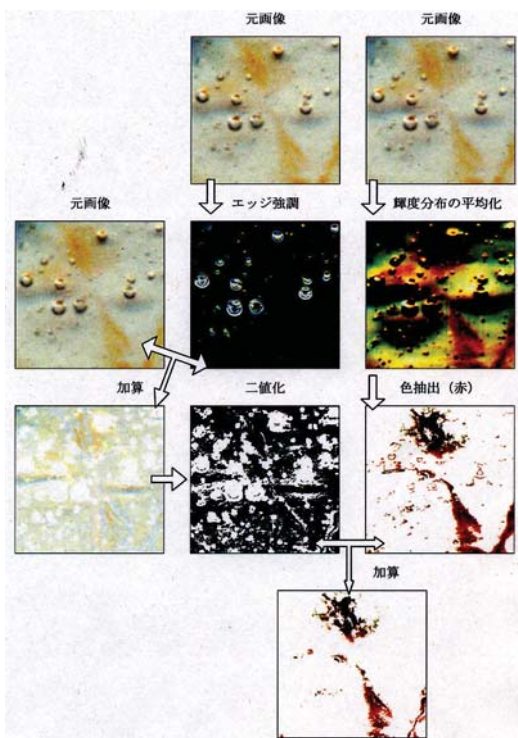 元画像
元画像
元画像
エッジ強調
輝度分布の平均化
加算
二値化
色抽出（赤）
加算